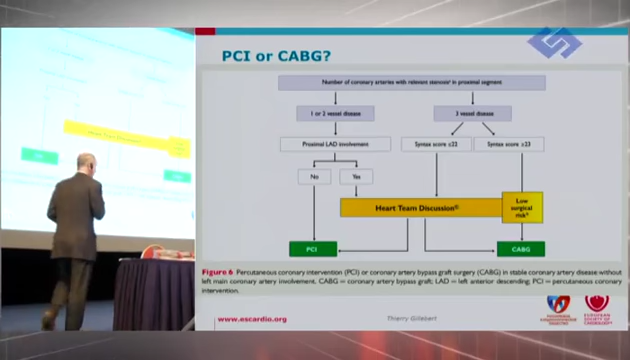 PCI or CABG?
Number of coronary arteries with relevant stenosis in proximal segment
1 or 2 vessel disease
3 vessel disease
Proximal LAD involvement
Syntax score ≤22
Syntax score ≥23
No
Yes
Heart Team Discussion
Low
surgical
risk
PCI
CABG
Figure 6 Percutaneous coronary intervention (PCI) or coronary artery bypass graft surgery (CABG) in stable coronary artery disease without
left main coronary artery involvement. CABG = coronary artery bypass graft; LAD = left anterior descending; PCI = percutaneous coronary
intervention.
www.escardio.org
Thierry Gillebert
EUROPEAN
SOCIETY OF
CARDIOLOGY
Heart Team Discussion